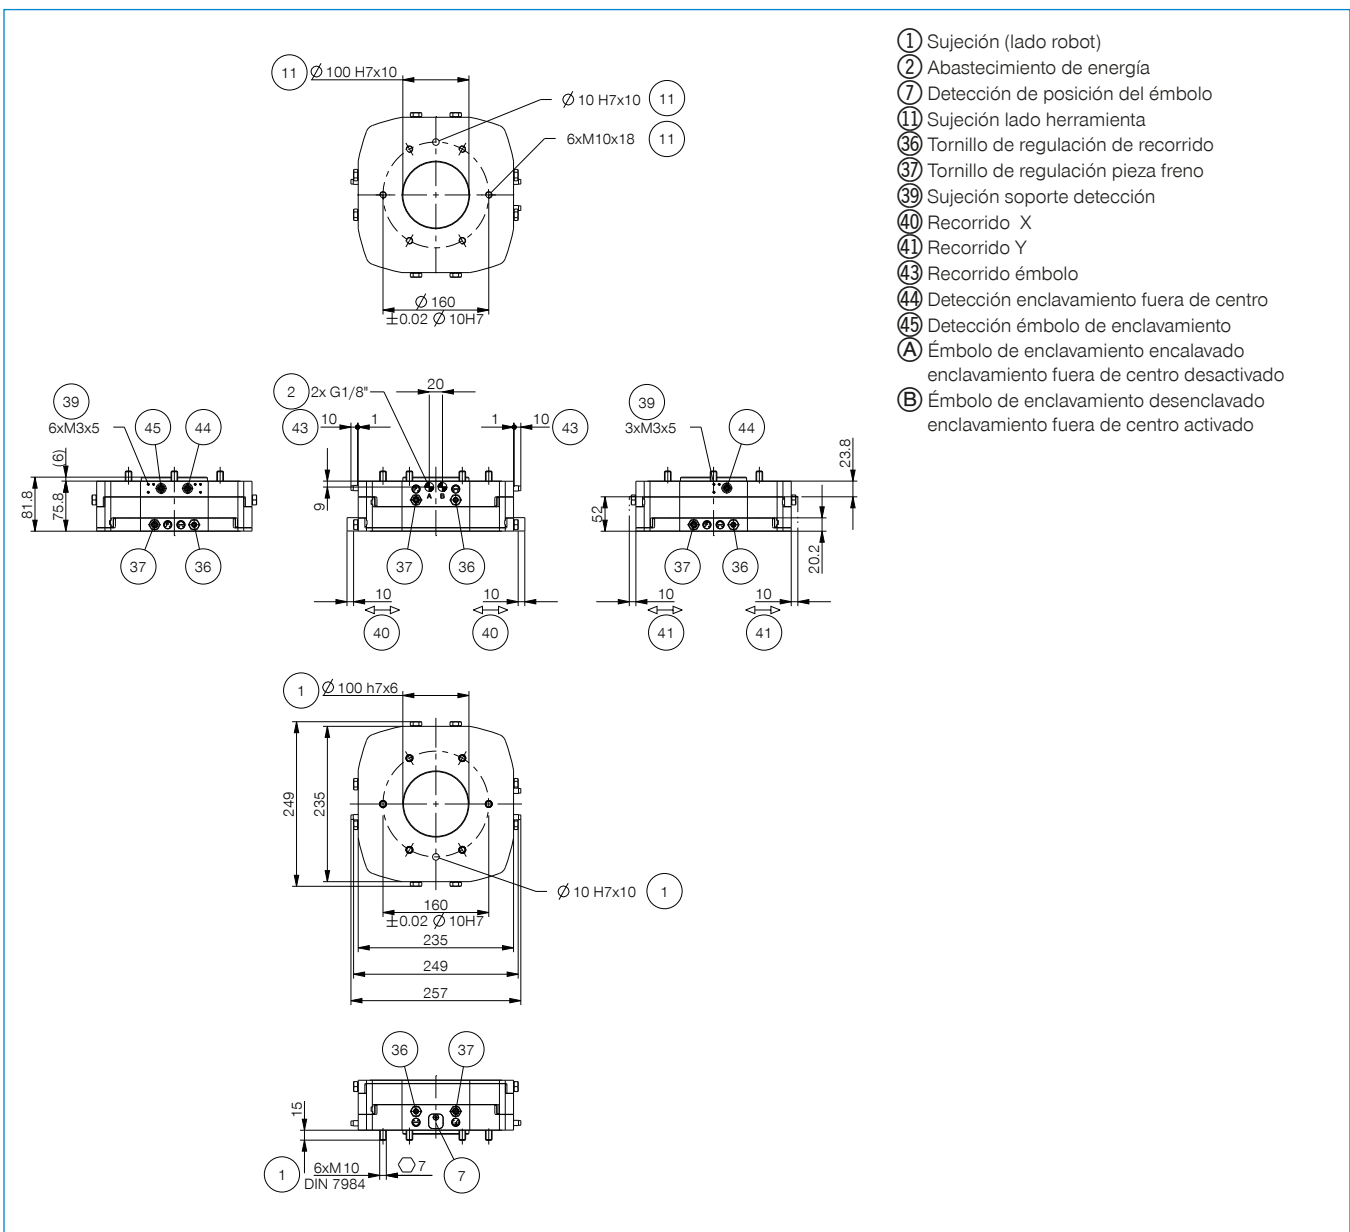 11 Ø 100 H7x10
Ø 10 H7x10 11
6xM10x18 11
Ø 160
±0.02 Ø 10H7
1 Sujeción (lado robot)
2 Abastecimiento de energía
7 Detección de posición del émbolo
11 Sujeción lado herramienta
36 Tornillo de regulación de recorrido
37 Tornillo de regulación pieza freno
39 Sujeción soporte detección
40 Recorrido X
41 Recorrido Y
43 Recorrido émbolo
44 Detección enclavamiento fuera de centro
45 Detección émbolo de enclavamiento
A Émbolo de enclavamiento encalavado
enclavamiento fuera de centro desactivado
B Émbolo de enclavamiento desenclavado
enclavamiento fuera de centro activado
39
6xM3x5
45
44
(6)
81.8
75.8
37
36
2 2x G1/8"
20
10
1
43
1
10
43
9
A
B
37
36
10
10
40
40
39
3xM3x5
44
23.8
52
20.2
37
36
10
10
41
41
1 Ø 100 h7x6
249
235
Ø 10 H7x10 1
160
±0.02 Ø 10H7
235
249
257
36
37
15
1
6xM10
DIN 7984
7
7